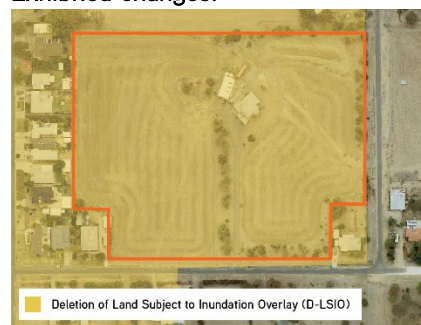 Exhibited changes:
Deletion of Land Subject to Inundation Overlay (D-LSIO)